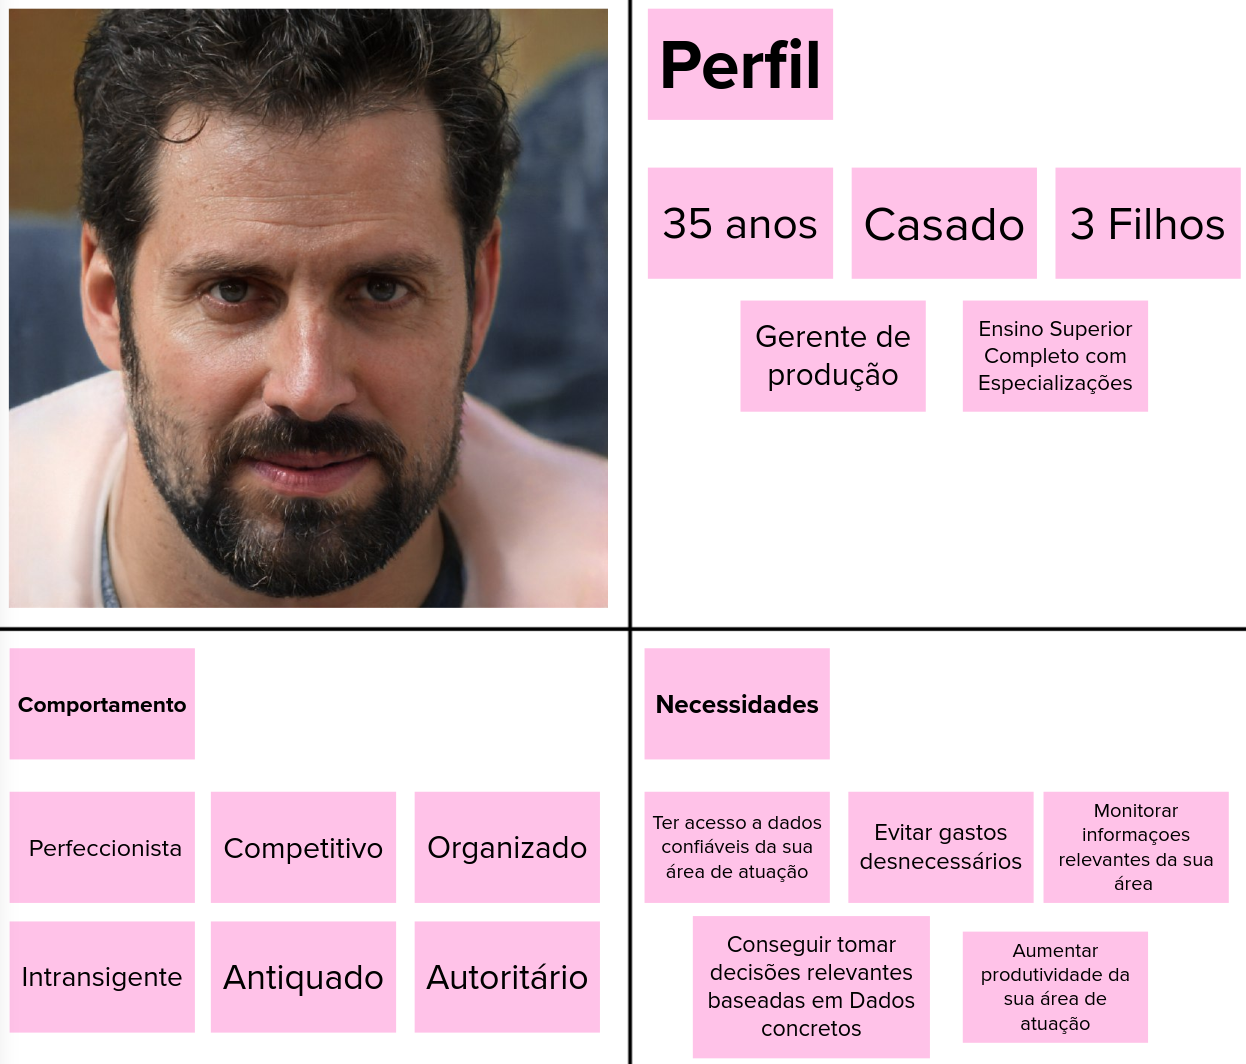 Perfil
35 anos
Casado
3 Filhos
Gerente de
produção
Ensino Superior
Completo com
Especializações
Comportamento
Perfeccionista
Competitivo
Organizado
Intransigente
Antiquado
Autoritário
Necessidades
Ter acesso a dados
confiáveis da sua
área de atuação
Evitar gastos
desnecessários
Monitorar
informaçoes
relevantes da sua
área
Conseguir tomar
decisões relevantes
baseadas em Dados
concretos
Aumentar
produtividade da
sua área de
atuação